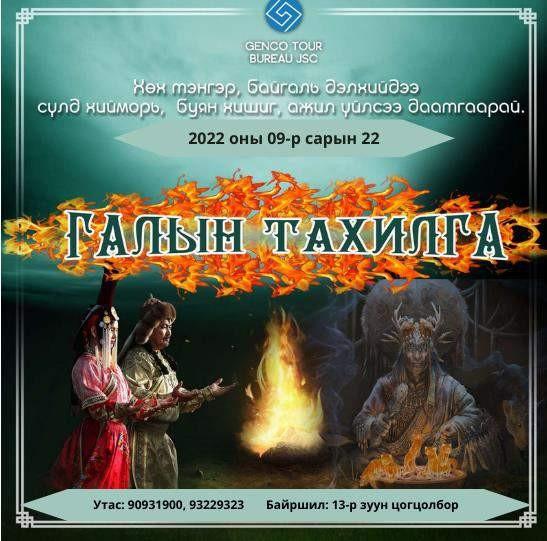 GENCO TOUR
BUREAU JSC
Хөх тэнгэр, байгаль дэлхийдээ
сүлд хийморь, буян хишиг, ажил үйлсээ даатгаарай.
2022 оны 09-р сарын 22
ГАЛЫН ТАХИЛГА
Утас: 90931900, 93229323 Байршил: 13-р зуун цогцолбор